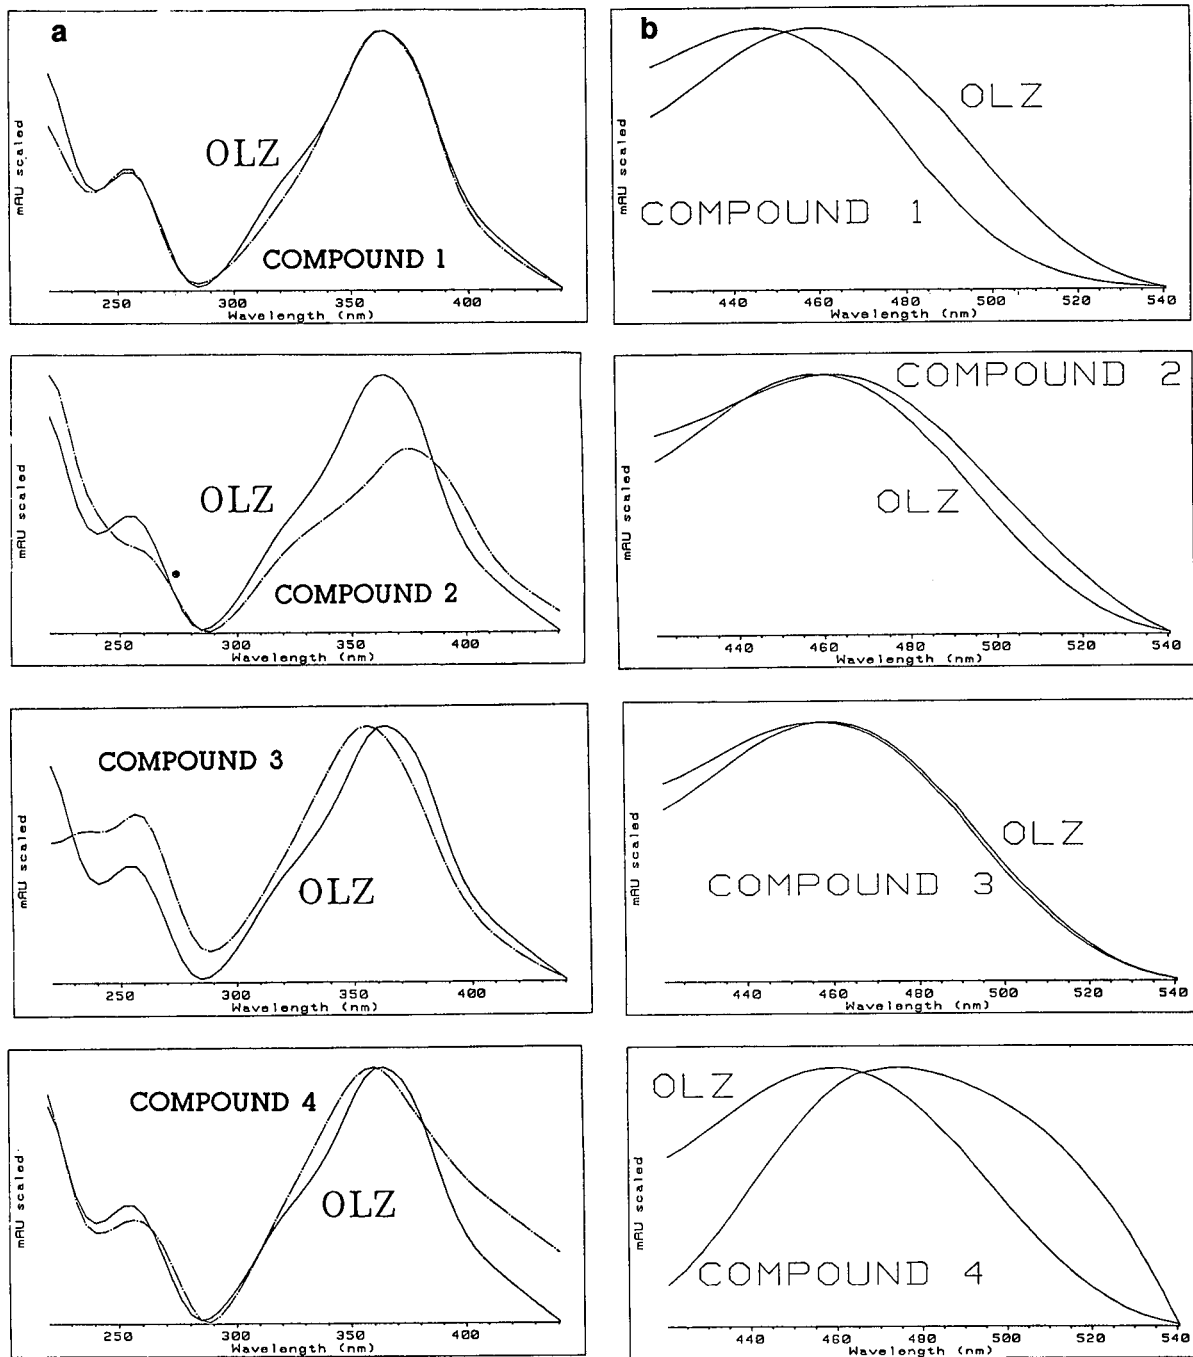 a
OLZ
COMPOUND 1
mAU scaled
250 300 350 400
Wavelength (nm)
b
OLZ
COMPOUND 1
mAU scaled
440 460 480 500 520 540
Wavelength (nm)
OLZ
COMPOUND 2
mAU scaled
250 300 350 400
Wavelength (nm)
COMPOUND 2
OLZ
mAU scaled
440 460 480 500 520 540
Wavelength (nm)
COMPOUND 3
OLZ
mAU scaled
250 300 350 400
Wavelength (nm)
OLZ
COMPOUND 3
mAU scaled
440 460 480 500 520 540
Wavelength (nm)
COMPOUND 4
OLZ
mAU scaled
250 300 350 400
Wavelength (nm)
OLZ
COMPOUND 4
mAU scaled
440 460 480 500 520 540
Wavelength (nm)